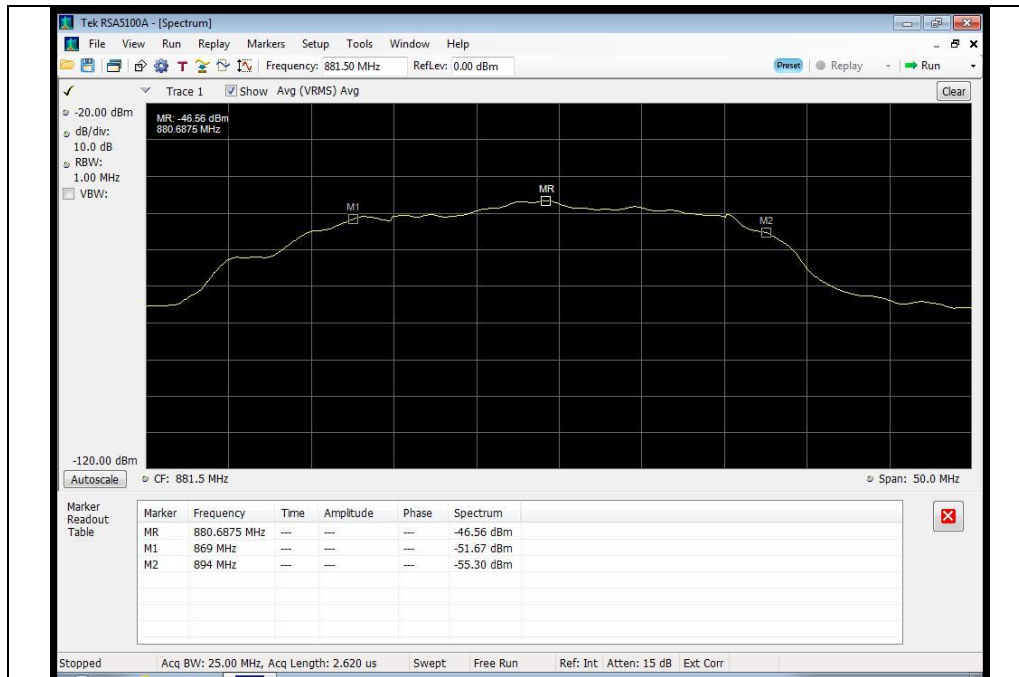 Tek RSA5100A - [Spectrum]
File View Run Replay Markers Setup Tools Window Help
T Frequency: 881.50 MHz RefLev: 0.00 dBm Preset Replay Run
Trace 1 Show Avg (VRMS) Avg Clear
-20.00 dBm
dB/div:
10.0 dB
RBW:
1.00 MHz
VBW:
MR: -46.56 dBm
880.6875 MHz
MR
M1
M2
-120.00 dBm
Autoscale CF: 881.5 MHz Span: 50.0 MHz
Marker
Readout
Table
Marker Frequency Time Amplitude Phase Spectrum
MR 880.6875 MHz --- --- --- -46.56 dBm
M1 869 MHz --- --- --- -51.67 dBm
M2 894 MHz --- --- --- -55.30 dBm
Stopped Acq BW: 25.00 MHz, Acq Length: 2.620 us Swept Free Run Ref: Int Atten: 15 dB Ext Corr